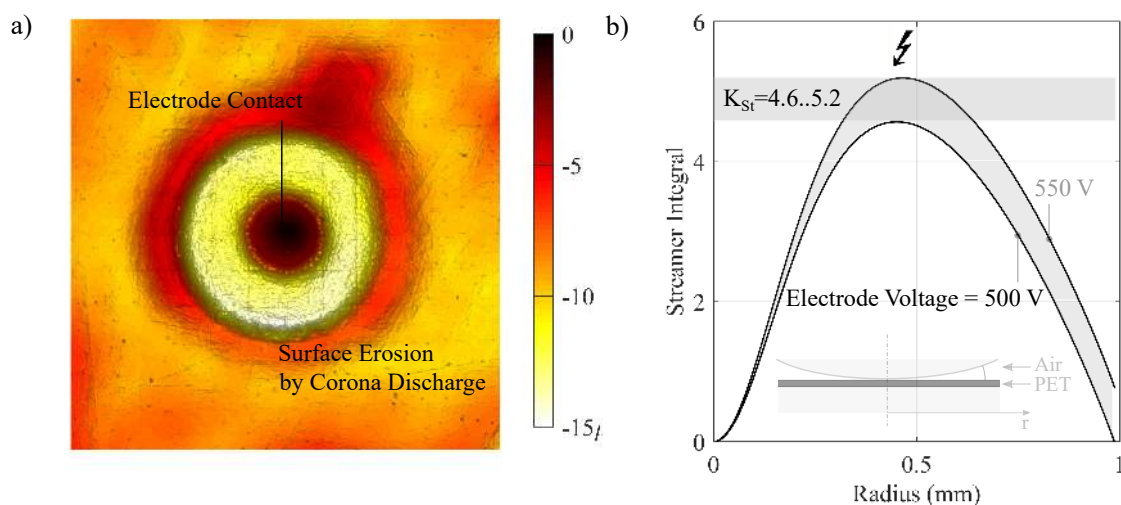 a)
Electrode Contact
Surface Erosion
by Corona Discharge
0
-5
-10
-15μ
b)
6
4
2
0
Streamer Integral
K_St=4.6..5.2
550 V
Electrode Voltage = 500 V
Air
PET
r
0
0.5
1
Radius (mm)